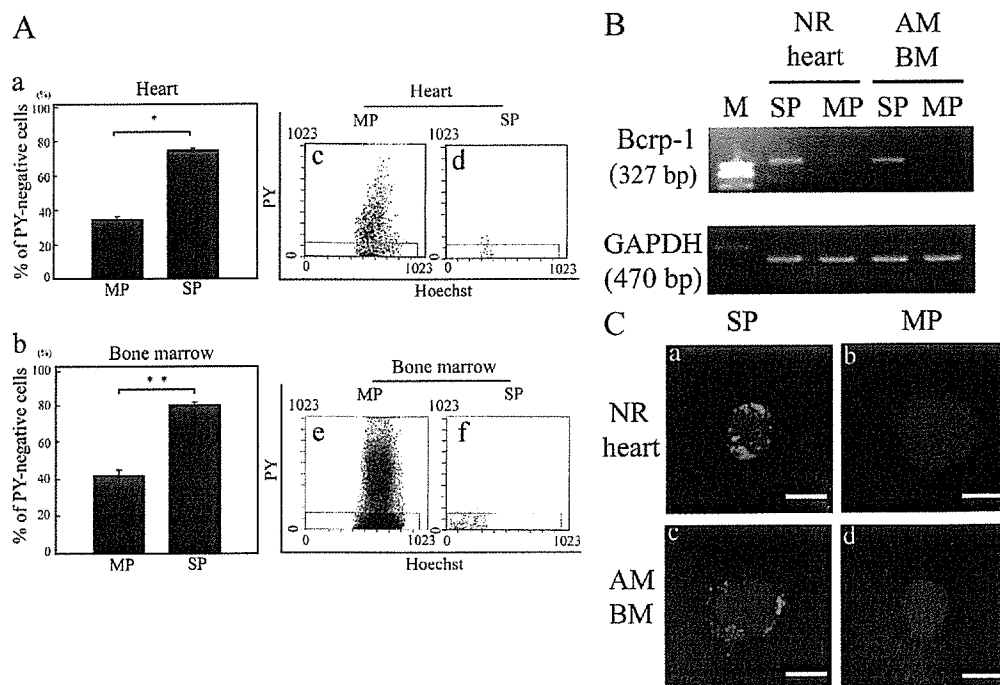 A
a
(%)
Heart
100
80
60
40
20
0
% of PY-negative cells
*
MP
SP
Heart
MP
SP
1023
1023
c
d
PY
0
0
0
1023
0
1023
Hoechst
b
(%)
Bone marrow
100
80
60
40
20
0
% of PY-negative cells
* *
MP
SP
Bone marrow
MP
SP
1023
1023
e
f
PY
0
0
0
1023
0
1023
Hoechst
B
NR
heart
AM
BM
M
SP
MP
SP
MP
Bcrp-1
(327 bp)
GAPDH
(470 bp)
C
SP
MP
NR
heart
a
b
AM
BM
c
d